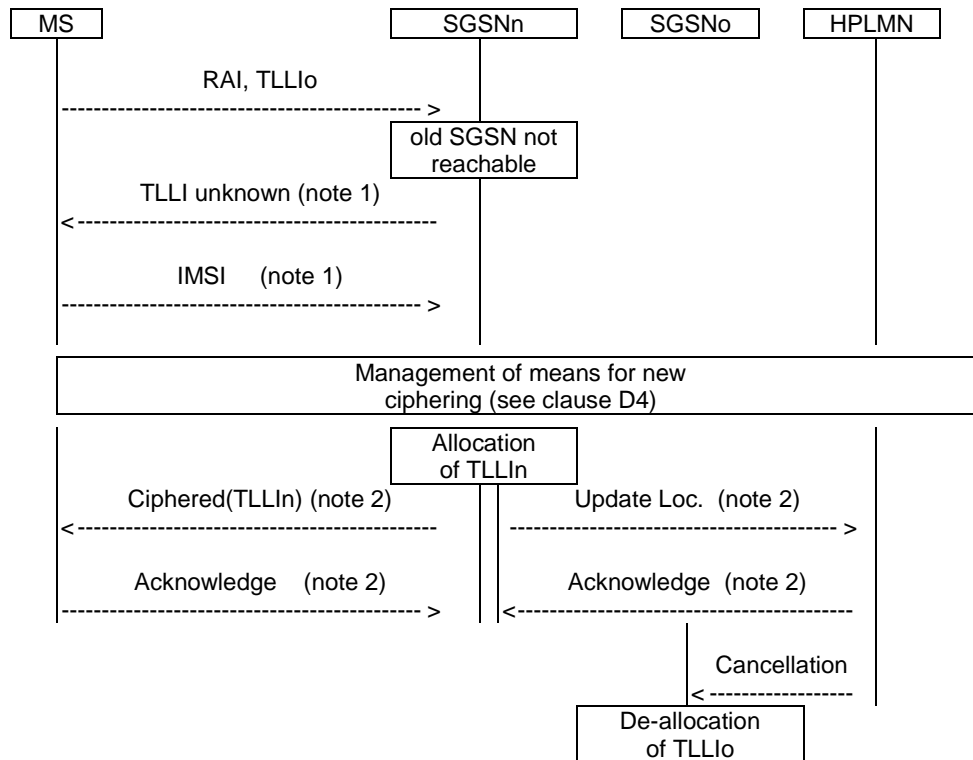 MS SGSNn SGSNo HPLMN
RAI, TLLIo
old SGSN not
reachable
TLLI unknown (note 1)
IMSI (note 1)
Management of means for new
ciphering (see clause D4)
Allocation
of TLLIn
Ciphered(TLLIn) (note 2) Update Loc. (note 2)
Acknowledge (note 2) Acknowledge (note 2)
Cancellation
De-allocation
of TLLIo